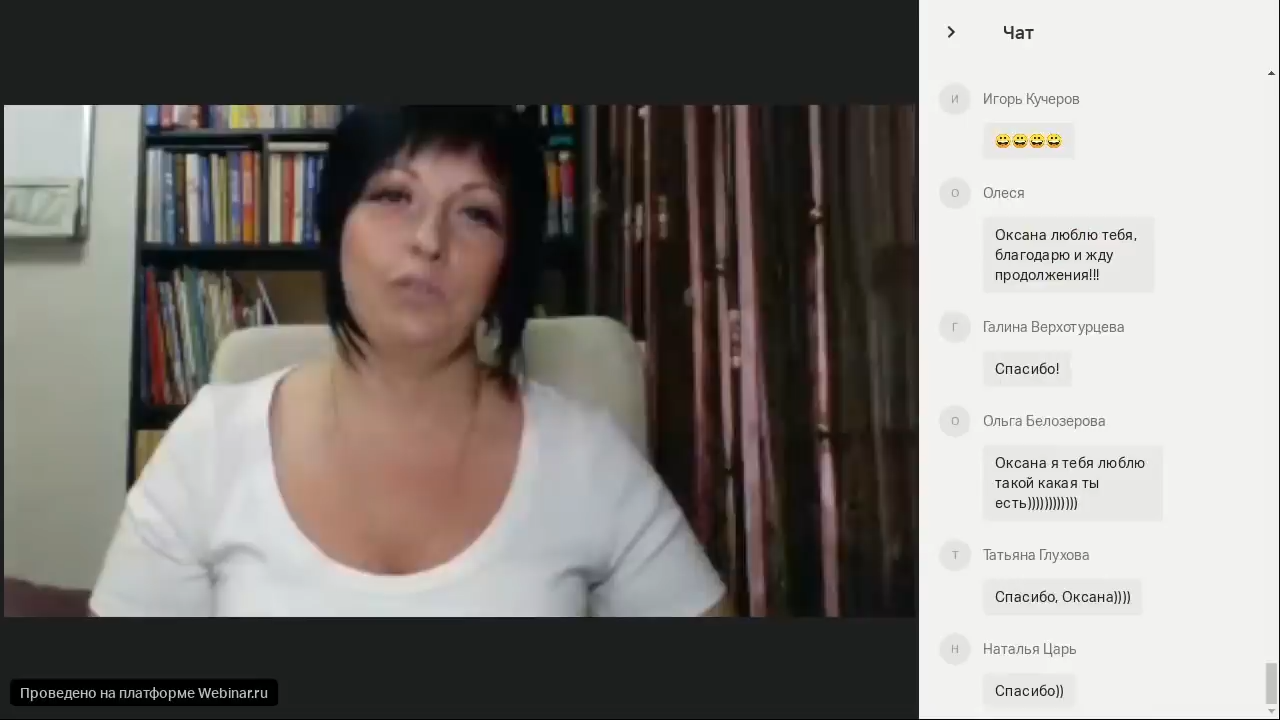 Чат
И
Игорь Кучеров
😀😀😀😀
О
Олеся
Оксана люблю тебя,
благодарю и жду
продолжения!!!
Г
Галина Верхотурцева
Спасибо!
О
Ольга Белозерова
Оксана я тебя люблю
такой какая ты
есть))))))))))))
Т
Татьяна Глухова
Спасибо, Оксана))))
Н
Наталья Царь
Спасибо))
Проведено на платформе Webinar.ru